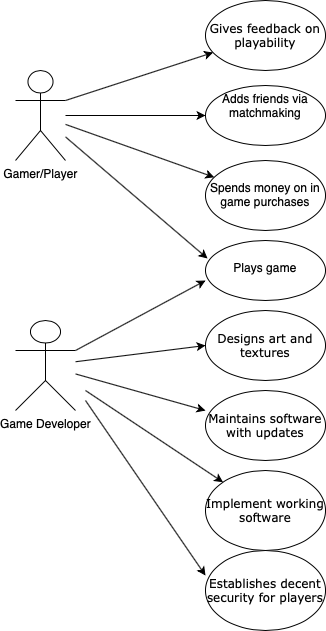 Gives feedback on
playability
Adds friends via
matchmaking
Gamer/Player
Spends money on in
game purchases
Plays game
Designs art and
textures
Game Developer
Maintains software
with updates
Implement working
software
Establishes decent
security for players